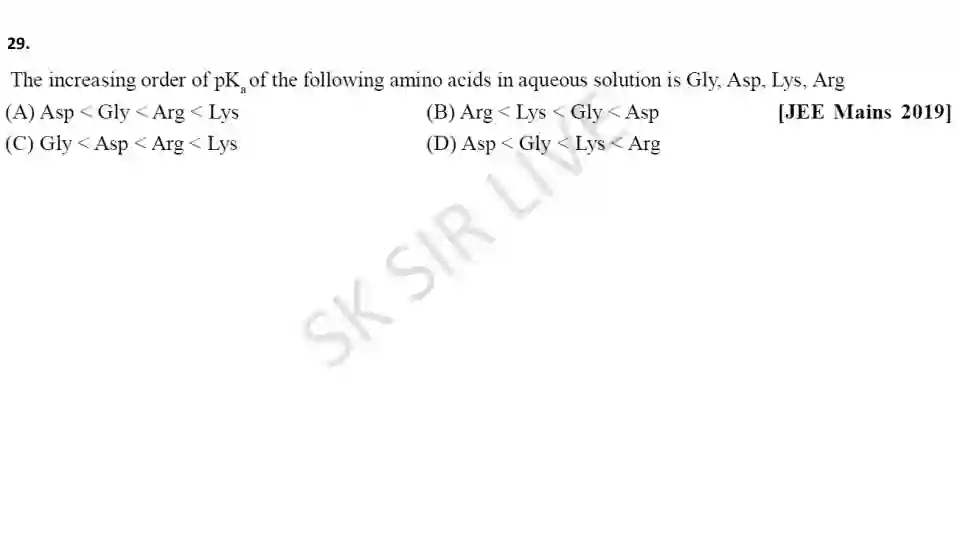 29.
The increasing order of pKₐ of the following amino acids in aqueous solution is Gly, Asp, Lys, Arg
(A) Asp < Gly < Arg < Lys (B) Arg < Lys < Gly < Asp [JEE Mains 2019]
(C) Gly < Asp < Arg < Lys (D) Asp < Gly < Lys < Arg
SK SIR LIVE